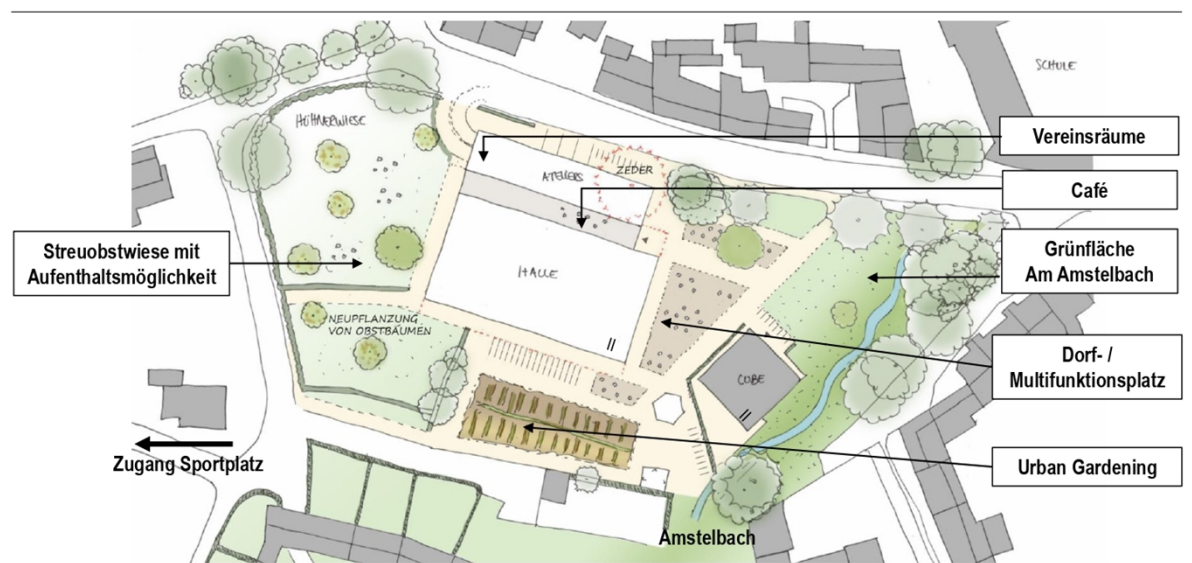 SCHULE
HÜHNERWIESE
Vereinsräume
ATELIERS
ZEDER
Café
Streuobstwiese mit
Aufenthaltsmöglichkeit
Grünfläche
Am Amstelbach
HALLE
NEUPFLANZUNG
VON OBSTBÄUMEN
Dorf- /
Multifunktionsplatz
CUBE
Zugang Sportplatz
Urban Gardening
Amstelbach